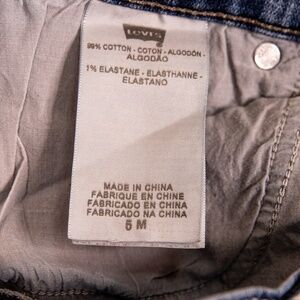 LEVI'S
99% COTTON - COTON - ALGODÓN -
ALGODÃO
1% ELASTANE - ELASTHANNE -
ELASTANO
MADE IN CHINA
FABRIQUE EN CHINE
FABRICADO EN CHINA
FABRICADO NA CHINA
5 M